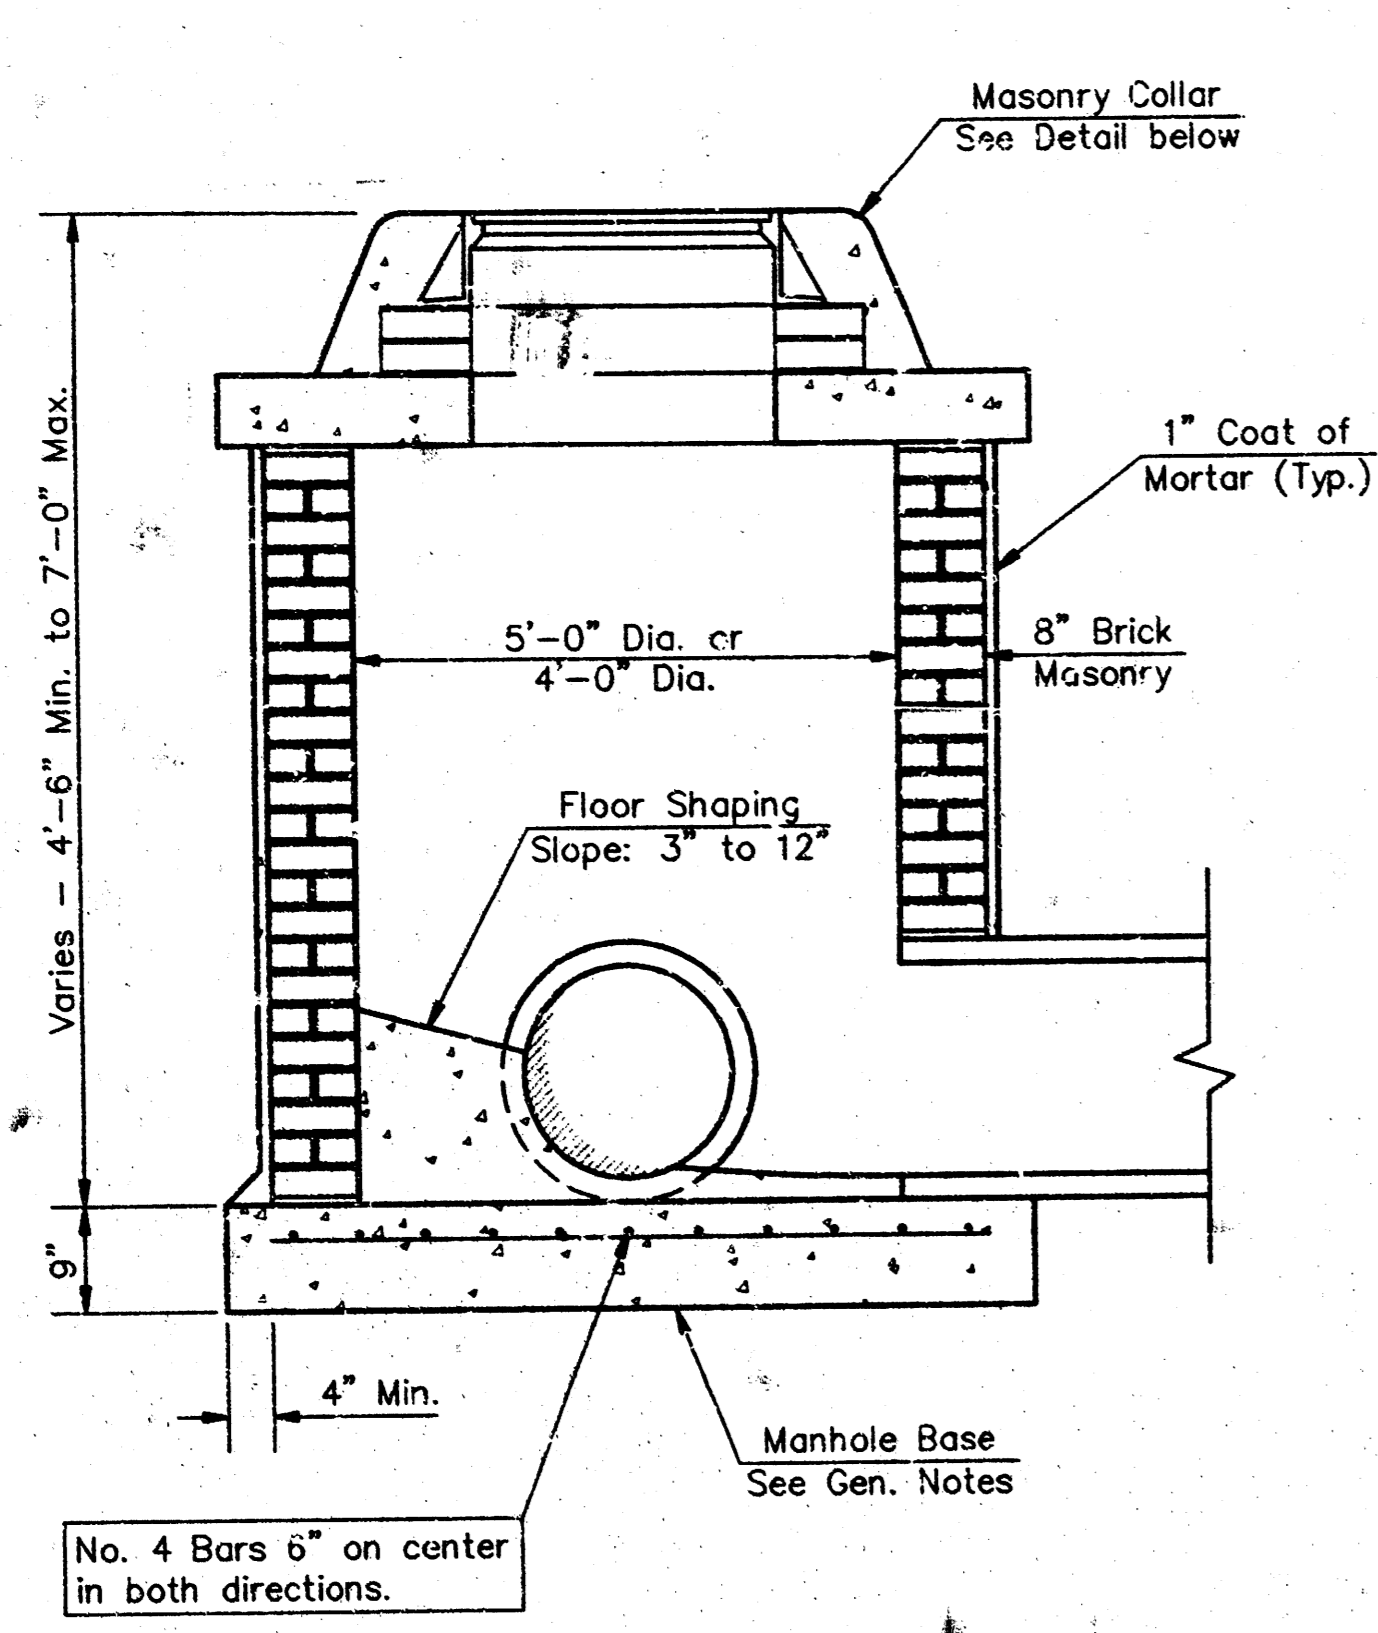 Masonry Collar
See Detail below
1" Coat of
Mortar (Typ.)
Varies – 4'–6" Min. to 7'–0" Max.
5'–0" Dia. or
4'–0" Dia.
8" Brick
Masonry
Floor Shaping
Slope: 3" to 12"
9"
4" Min.
Manhole Base
See Gen. Notes
No. 4 Bars 6" on center
in both directions.